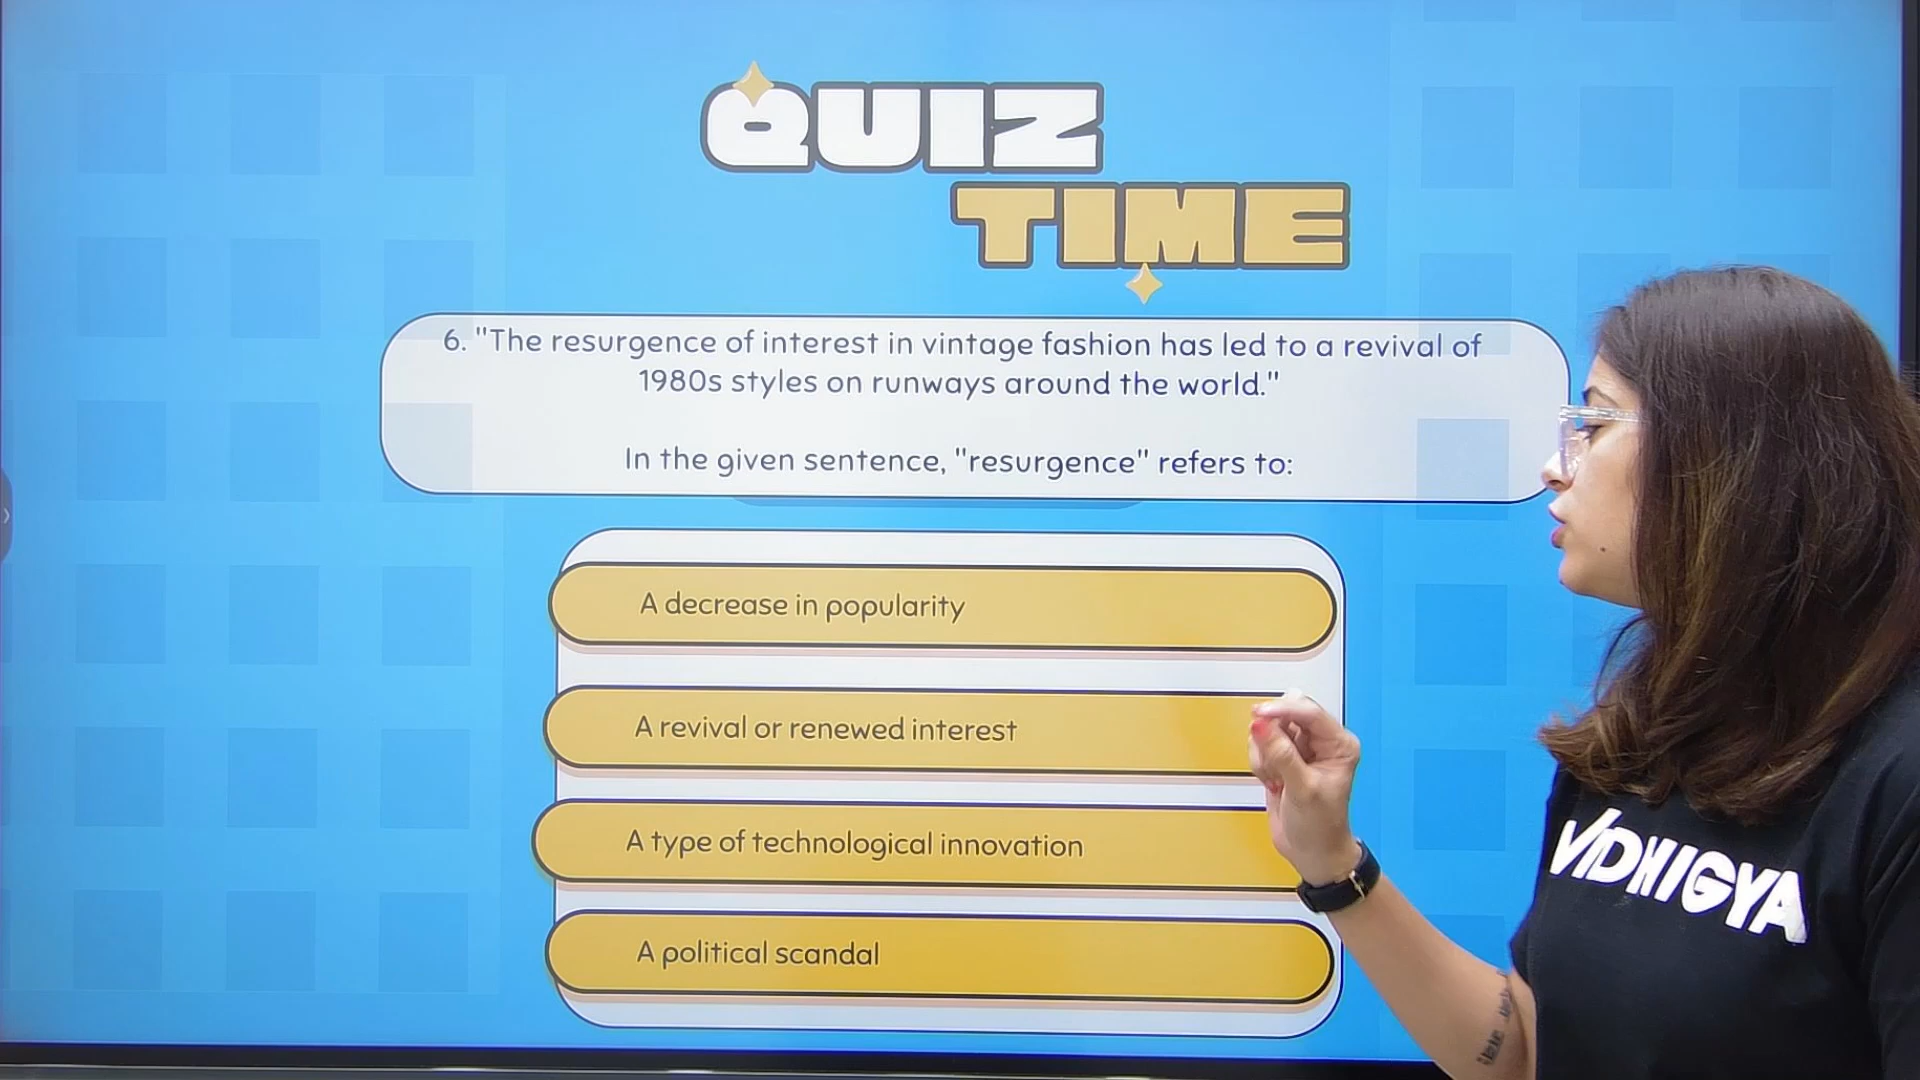 QUIZ
TIME
6. "The resurgence of interest in vintage fashion has led to a revival of
1980s styles on runways around the world."
In the given sentence, "resurgence" refers to:
A decrease in popularity
A revival or renewed interest
A type of technological innovation
A political scandal
VIDHIGYA